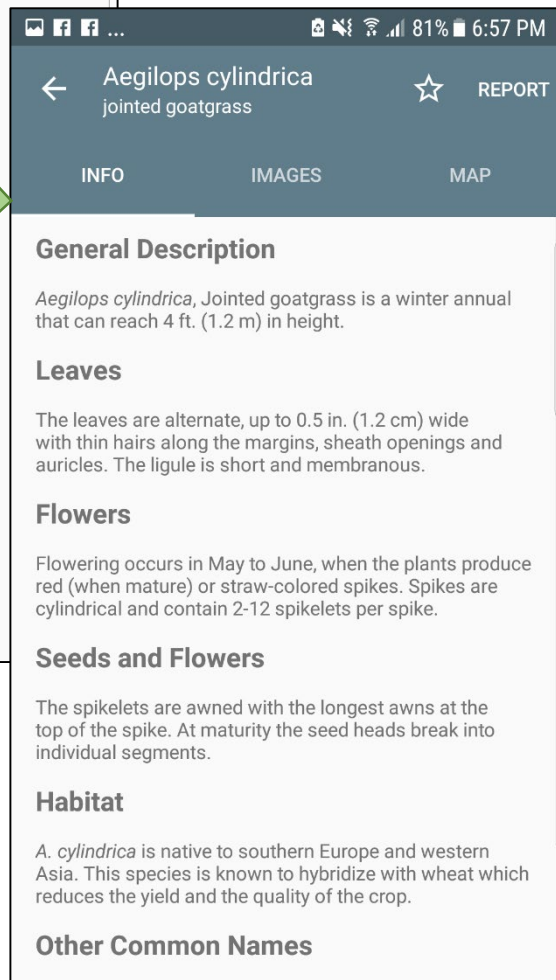 ... 81% 6:57 PM
Aegilops cylindrica
jointed goatgrass
REPORT
INFO IMAGES MAP
General Description
Aegilops cylindrica, Jointed goatgrass is a winter annual
that can reach 4 ft. (1.2 m) in height.
Leaves
The leaves are alternate, up to 0.5 in. (1.2 cm) wide
with thin hairs along the margins, sheath openings and
auricles. The ligule is short and membranous.
Flowers
Flowering occurs in May to June, when the plants produce
red (when mature) or straw-colored spikes. Spikes are
cylindrical and contain 2-12 spikelets per spike.
Seeds and Flowers
The spikelets are awned with the longest awns at the
top of the spike. At maturity the seed heads break into
individual segments.
Habitat
A. cylindrica is native to southern Europe and western
Asia. This species is known to hybridize with wheat which
reduces the yield and the quality of the crop.
Other Common Names